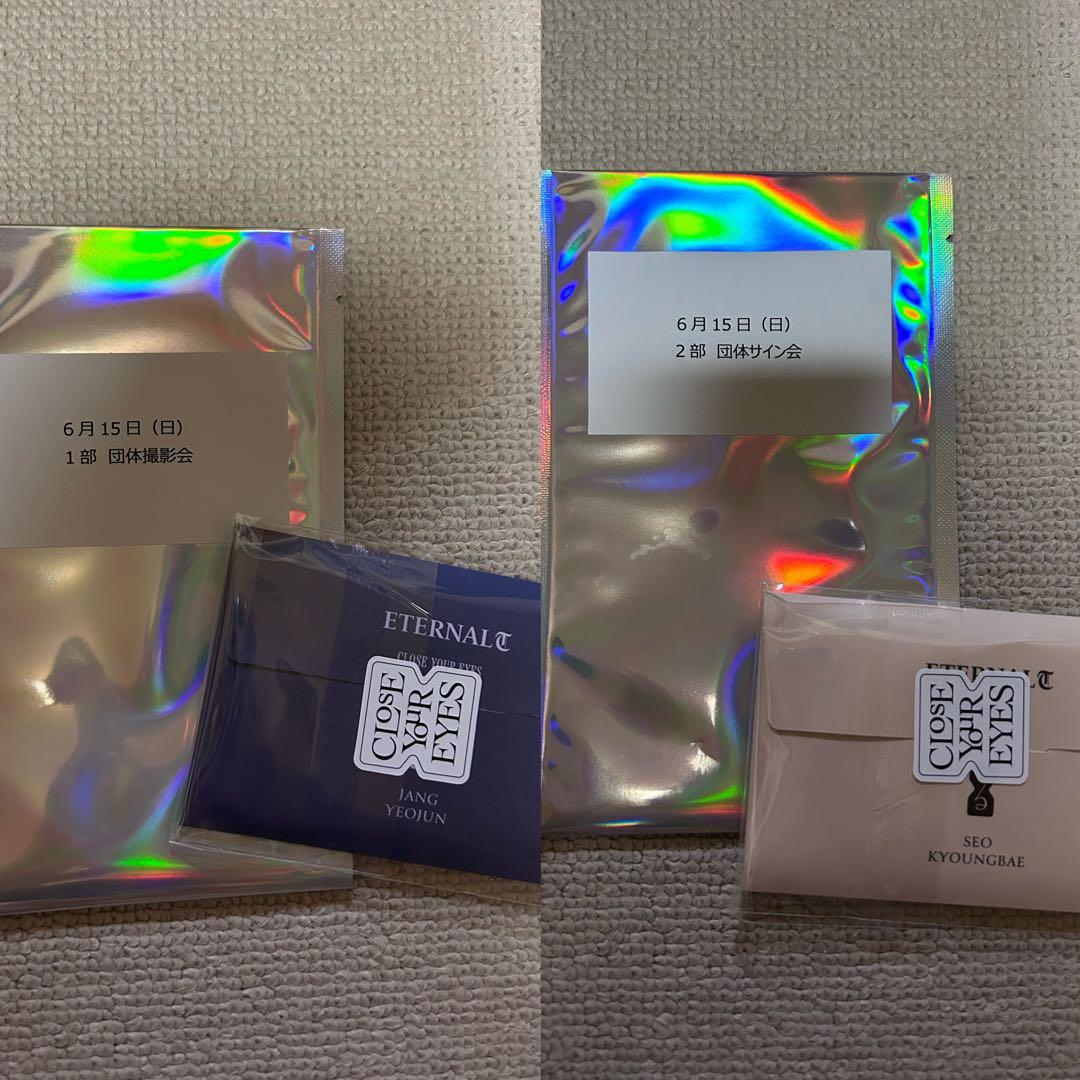 6月15日（日）
1部 団体撮影会
ETERNALT
CLOSE YOUR EYES
CLOSE
YOUR
EYES
JANG
YEOJUN
6月15日（日）
2部 団体サイン会
ETERNALT
CLOSE
YOUR
EYES
SEO
KYOUNGBAE